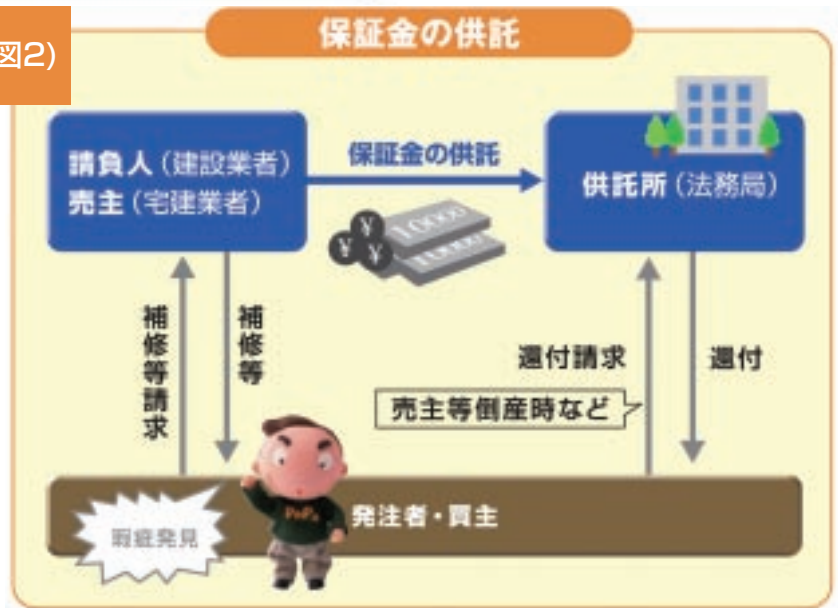 図2)
保証金の供託
請負人(建設業者)
売主(宅建業者)
保証金の供託
供託所(法務局)
¥
¥
¥
10000
10000
補修等請求
補修等
還付請求
還付
売主等倒産時など
瑕疵発見
発注者・買主